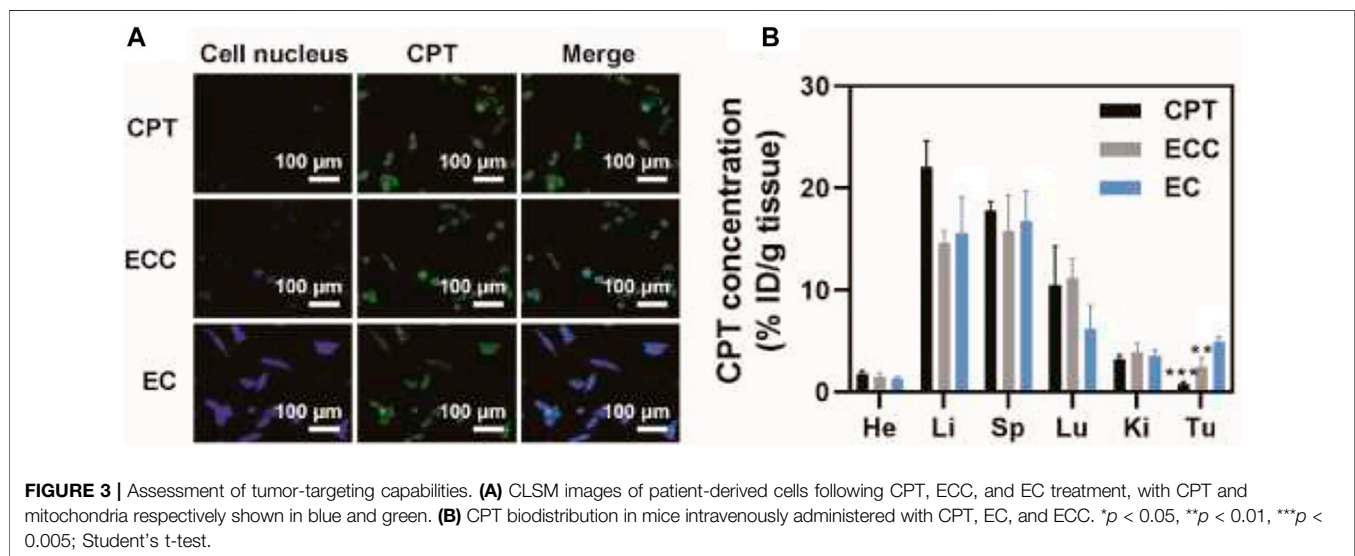 A
Cell nucleus CPT Merge
CPT
100 µm 100 µm 100 µm
ECC
100 µm 100 µm 100 µm
EC
100 µm 100 µm 100 µm
B
CPT concentration
(% ID/g tissue)
30
20
10
0
CPT
ECC
EC
***
**
He Li Sp Lu Ki Tu
FIGURE 3 | Assessment of tumor-targeting capabilities. (A) CLSM images of patient-derived cells following CPT, ECC, and EC treatment, with CPT and
mitochondria respectively shown in blue and green. (B) CPT biodistribution in mice intravenously administered with CPT, EC, and ECC. *p < 0.05, **p < 0.01, ***p <
0.005; Student's t-test.